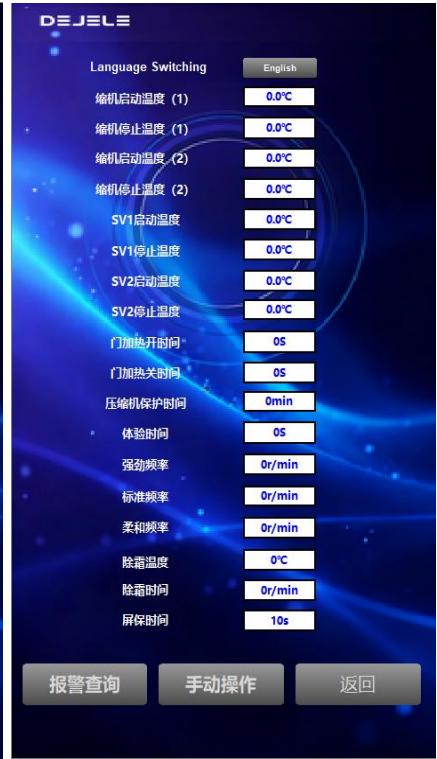 DEJELE
Language Switching English
缩机启动温度（1） 0.0℃
缩机停止温度（1） 0.0℃
缩机启动温度（2） 0.0℃
缩机停止温度（2） 0.0℃
SV1启动温度 0.0℃
SV1停止温度 0.0℃
SV2启动温度 0.0℃
SV2停止温度 0.0℃
门加热开时间 0S
门加热关时间 0S
压缩机保护时间 0min
体验时间 0S
强劲频率 0r/min
标准频率 0r/min
柔和频率 0r/min
除霜温度 0℃
除霜时间 0r/min
屏保时间 10s
报警查询 手动操作 返回